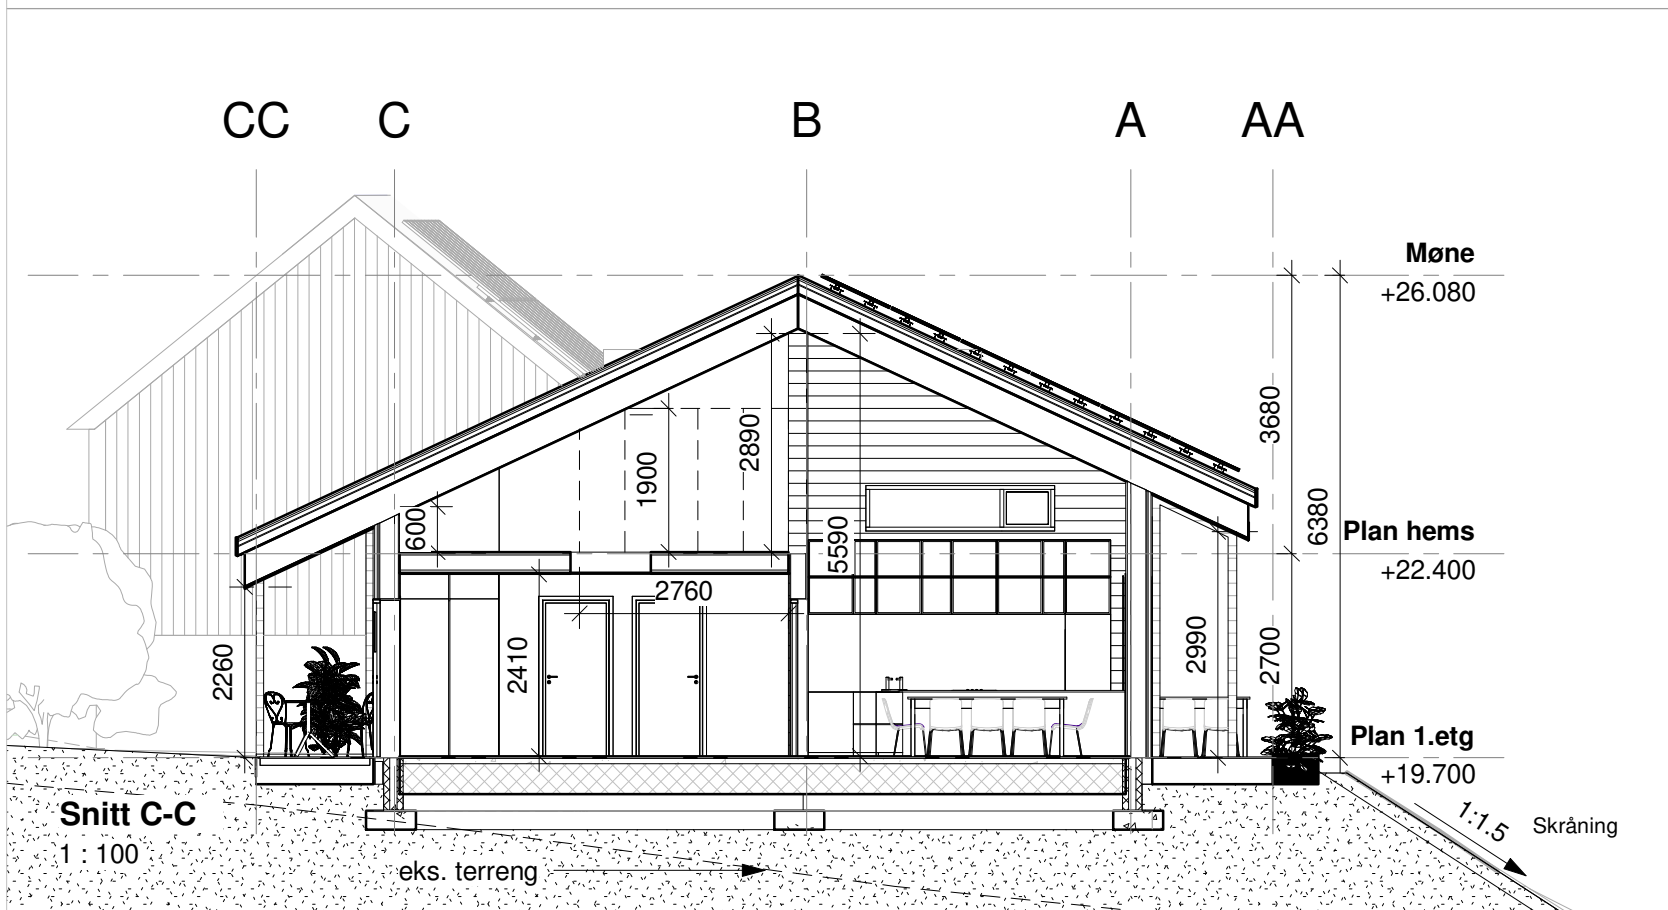 CC C B A AA
Møne
+26.080
3680
2890
1900
6380
600
5590
Plan hems
+22.400
2760
2410
2260
2990
2700
Plan 1.etg
+19.700
Snitt C-C
1 : 100
eks. terreng
1:1.5
Skråning